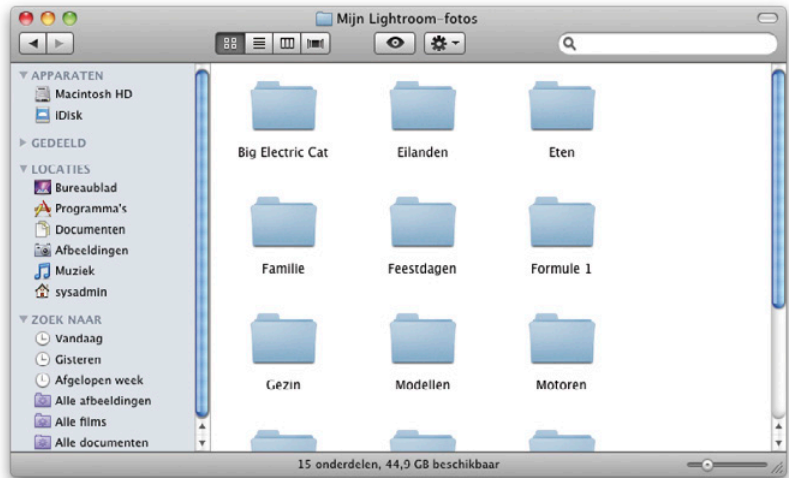 Mijn Lightroom-fotos
APPARATEN
Macintosh HD
iDisk
GEDEELD
LOCATIES
Bureaublad
Programma's
Documenten
Afbeeldingen
Muziek
sysadmin
ZOEK NAAR
Vandaag
Gisteren
Afgelopen week
Alle afbeeldingen
Alle films
Alle documenten
Big Electric Cat
Eilanden
Eten
Familie
Feestdagen
Formule 1
Gezin
Modellen
Motoren
15 onderdelen, 44,9 GB beschikbaar